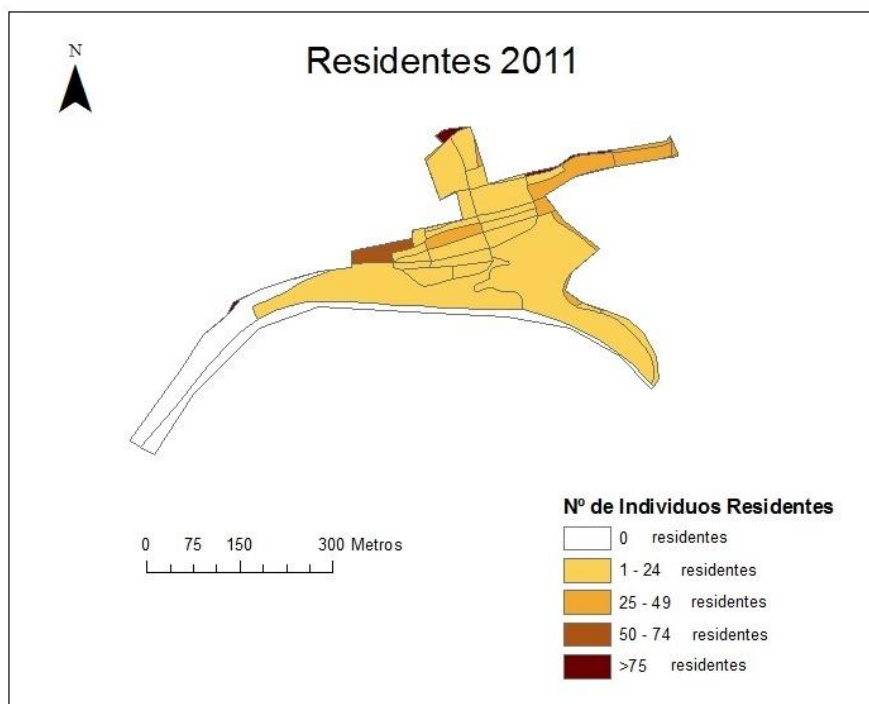 N
Residentes 2011
0 75 150 300 Metros
Nº de Individuos Residentes
0 residentes
1 - 24 residentes
25 - 49 residentes
50 - 74 residentes
>75 residentes